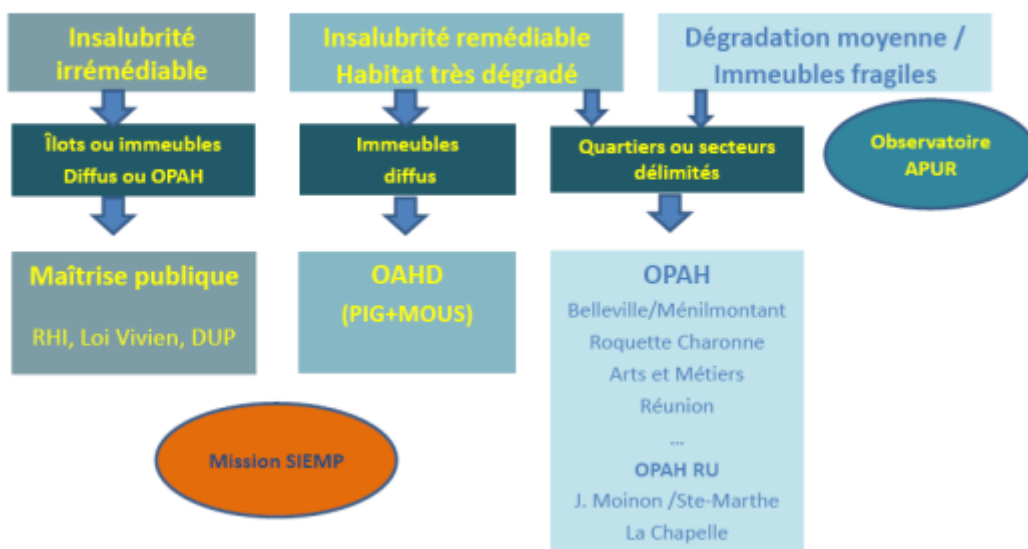 Insalubrité
irrémédiable
Insalubrité remédiable
Habitat très dégradé
Dégradation moyenne /
Immeubles fragiles
Îlots ou immeubles
Diffus ou OPAH
Immeubles
diffus
Quartiers ou secteurs
délimités
Observatoire
APUR
Maîtrise publique
RHI, Loi Vivien, DUP
OAHD
(PIG+MOUS)
OPAH
Belleville/Ménilmontant
Roquette Charonne
Arts et Métiers
Réunion
...
OPAH RU
J. Moinon /Ste-Marthe
La Chapelle
Mission SIEMP